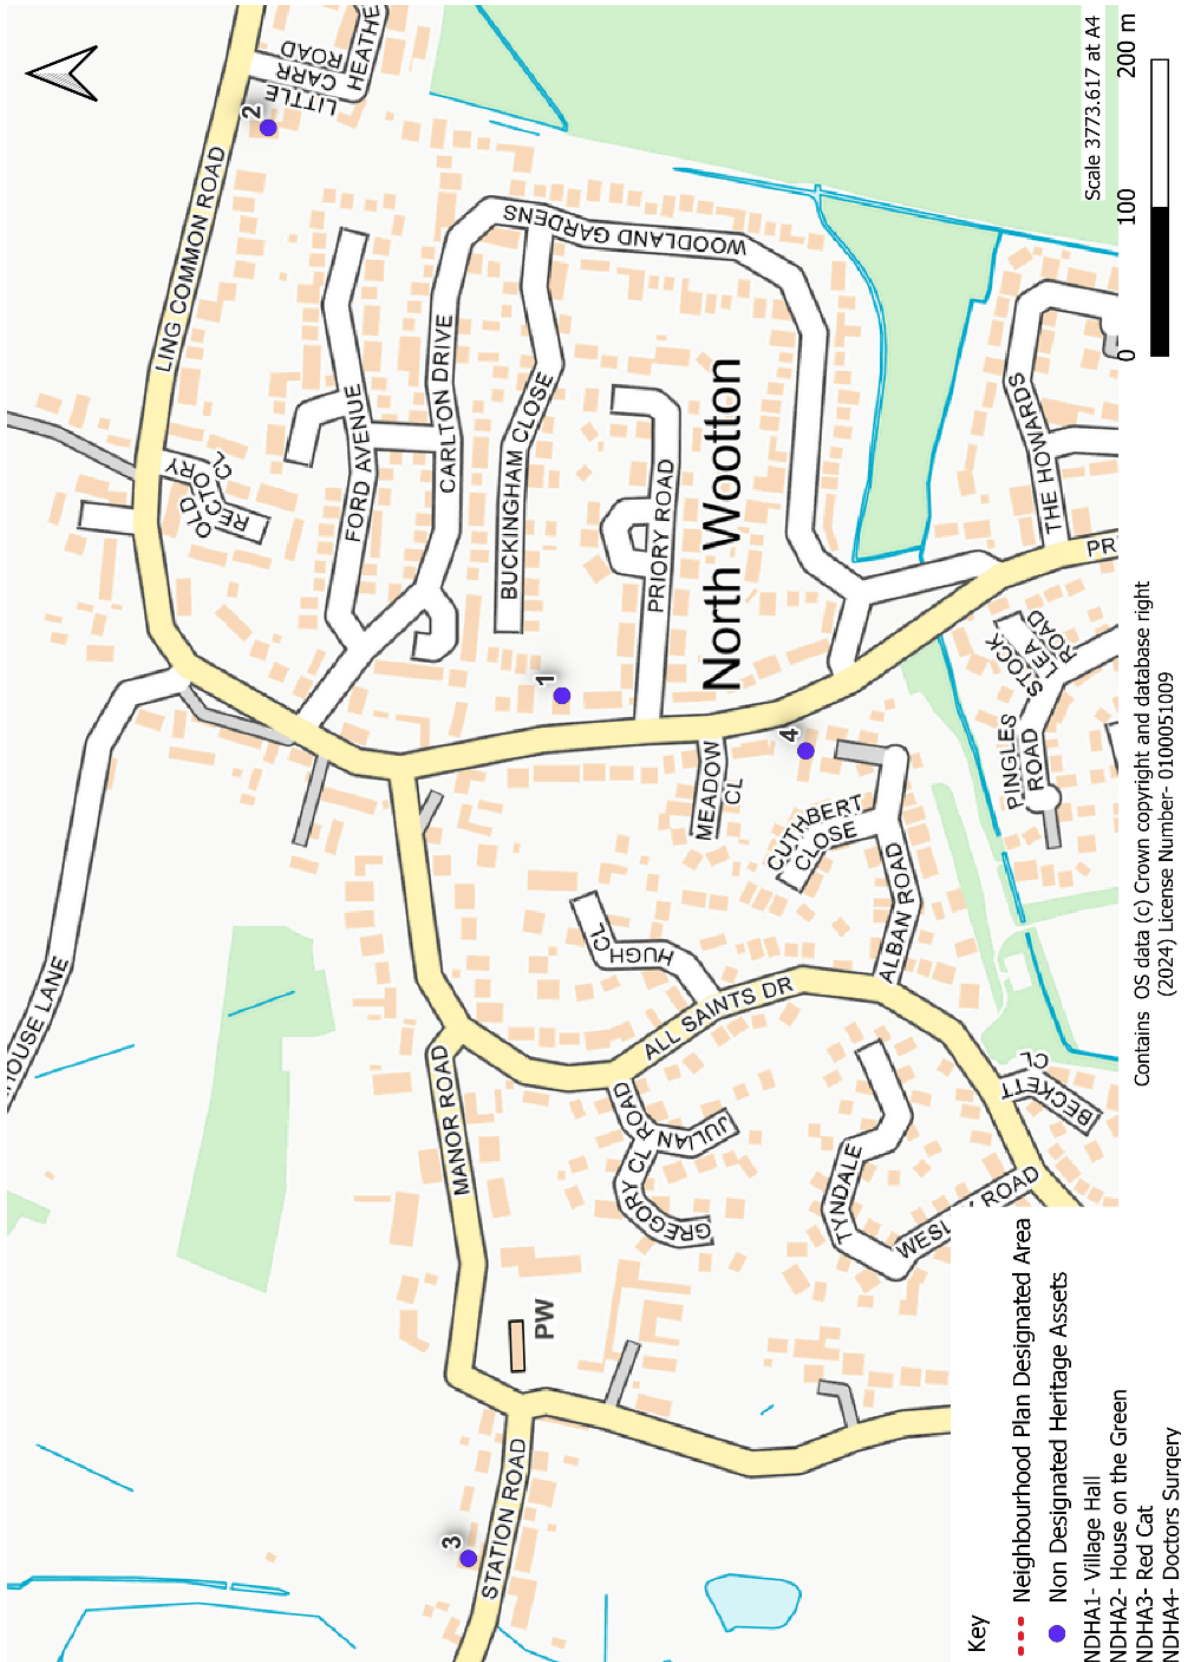 HOUSE LANE
LING COMMON ROAD
LITTLE
CARR
ROAD
HEATHE
2
OLD
RECTORY
CL
FORD AVENUE
CARLTON DRIVE
BUCKINGHAM CLOSE
WOODLAND GARDENS
1
PRIORY ROAD
North Wootton
MANOR ROAD
3
STATION ROAD
PW
HUGH CL
ALL SAINTS DR
JULIAN ROAD
GREGORY CL
MEADOW
CL
4
CUTHBERT
CLOSE
ALBAN ROAD
TYNDALE
ROAD
BECKETT
CL
PINGLES
ROAD
STOCK
LEA
ROAD
THE HOWARDS
PR
Scale 3773.617 at A4
0 100 200 m
Contains OS data (c) Crown copyright and database right
(2024) License Number- 0100051009
Key
Neighbourhood Plan Designated Area
Non Designated Heritage Assets
NDHA1- Village Hall
NDHA2- House on the Green
NDHA3- Red Cat
NDHA4- Doctors Surgery